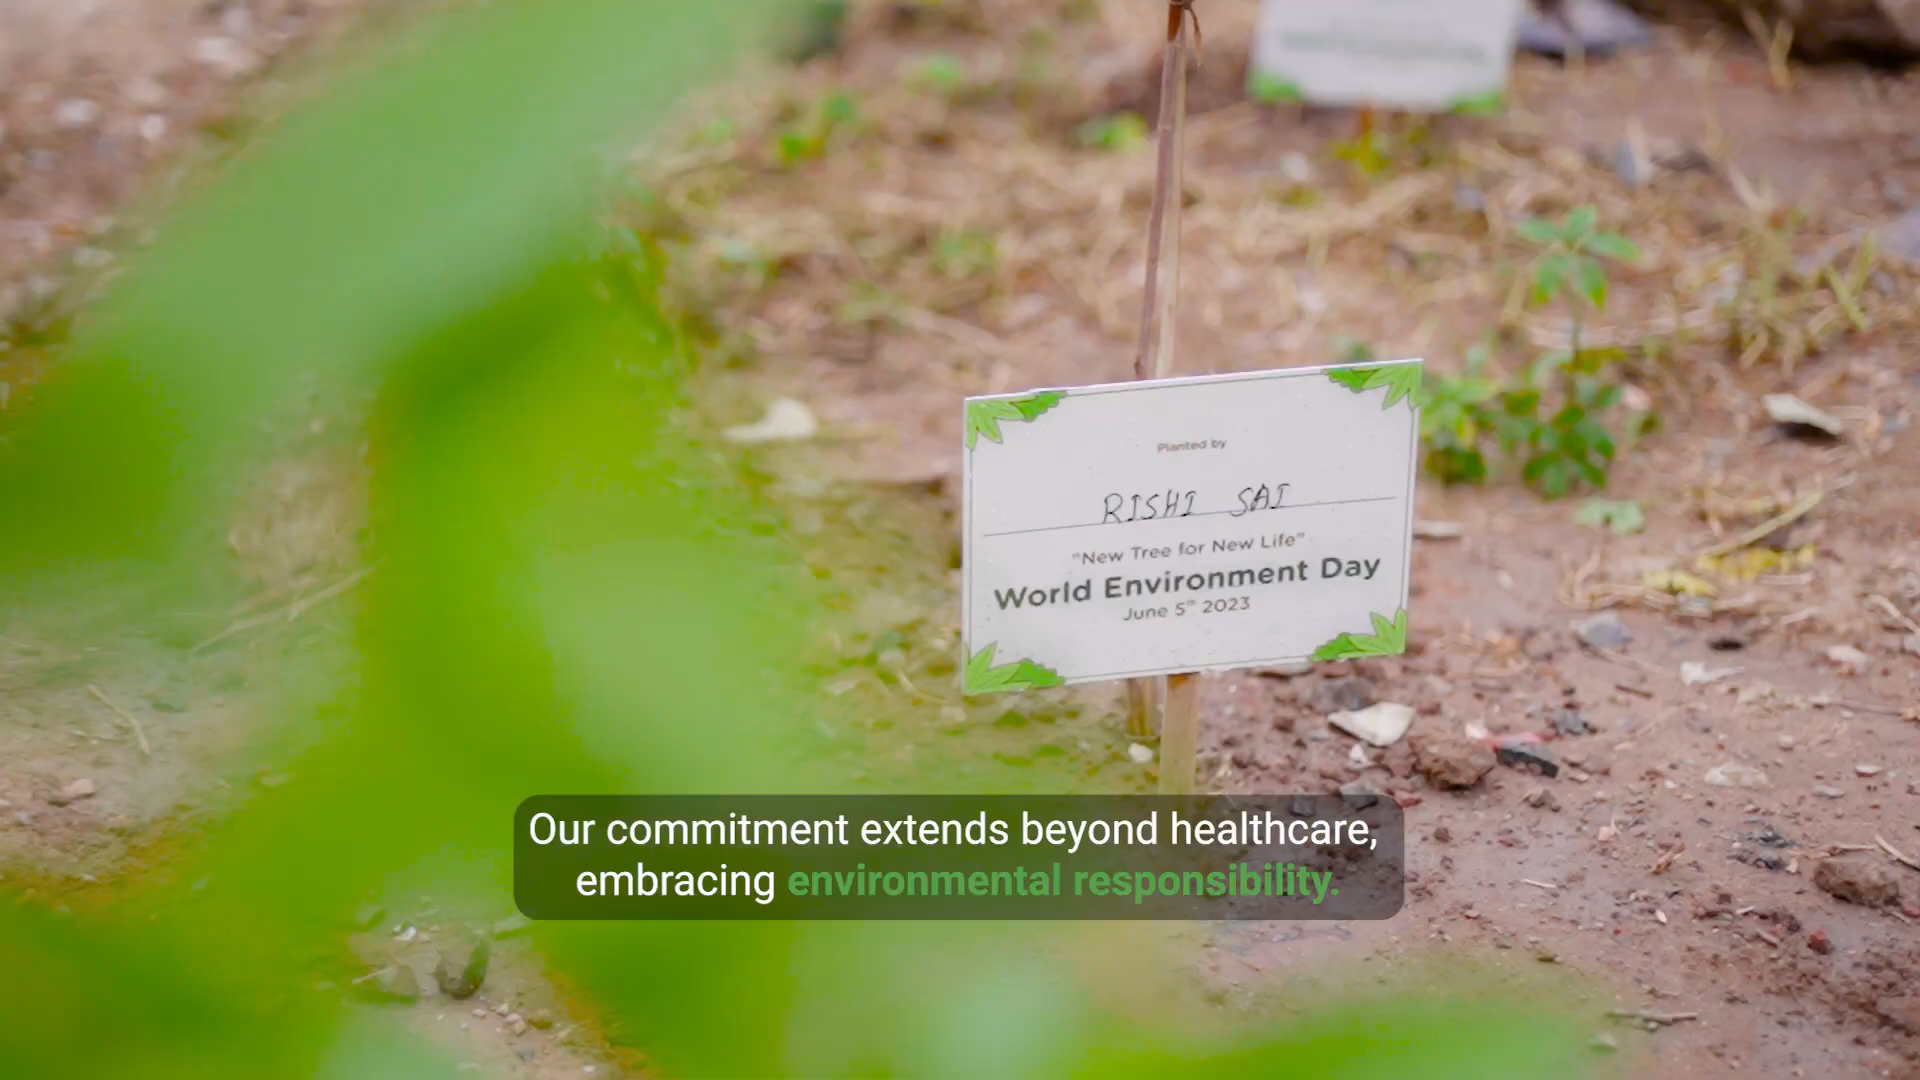 Planted by
RISHI SAI
"New Tree for New Life"
World Environment Day
June 5th 2023
Our commitment extends beyond healthcare,
embracing environmental responsibility.